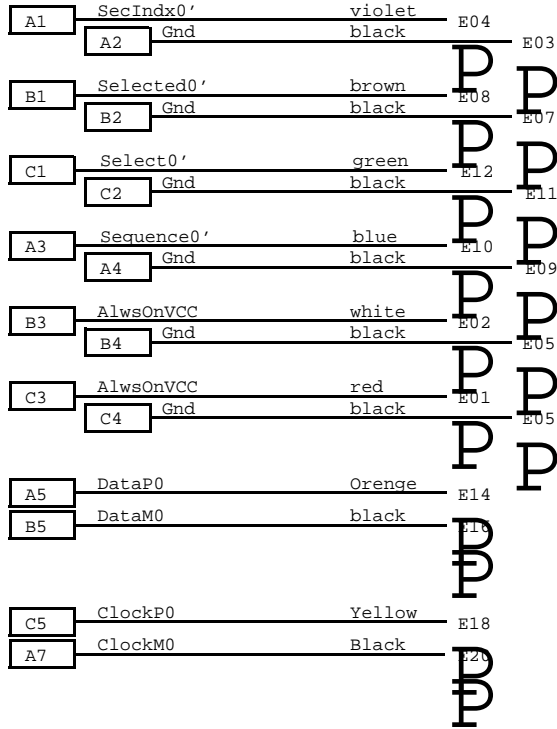 A1 SecIndx0' violet E04
A2 Gnd black E03
P
B1 Selected0' brown E08
P
B2 Gnd black E07
P
C1 Select0' green E12
P
C2 Gnd black E11
P
A3 Sequence0' blue E10
P
A4 Gnd black E09
P
B3 AlwsOnVCC white E02
P
B4 Gnd black E05
P
C3 AlwsOnVCC red E01
P
C4 Gnd black E05
P
P
A5 DataP0 Orenge E14
B5 DataM0 black E16
P
P
C5 ClockP0 Yellow E18
A7 ClockM0 Black E20
P
P